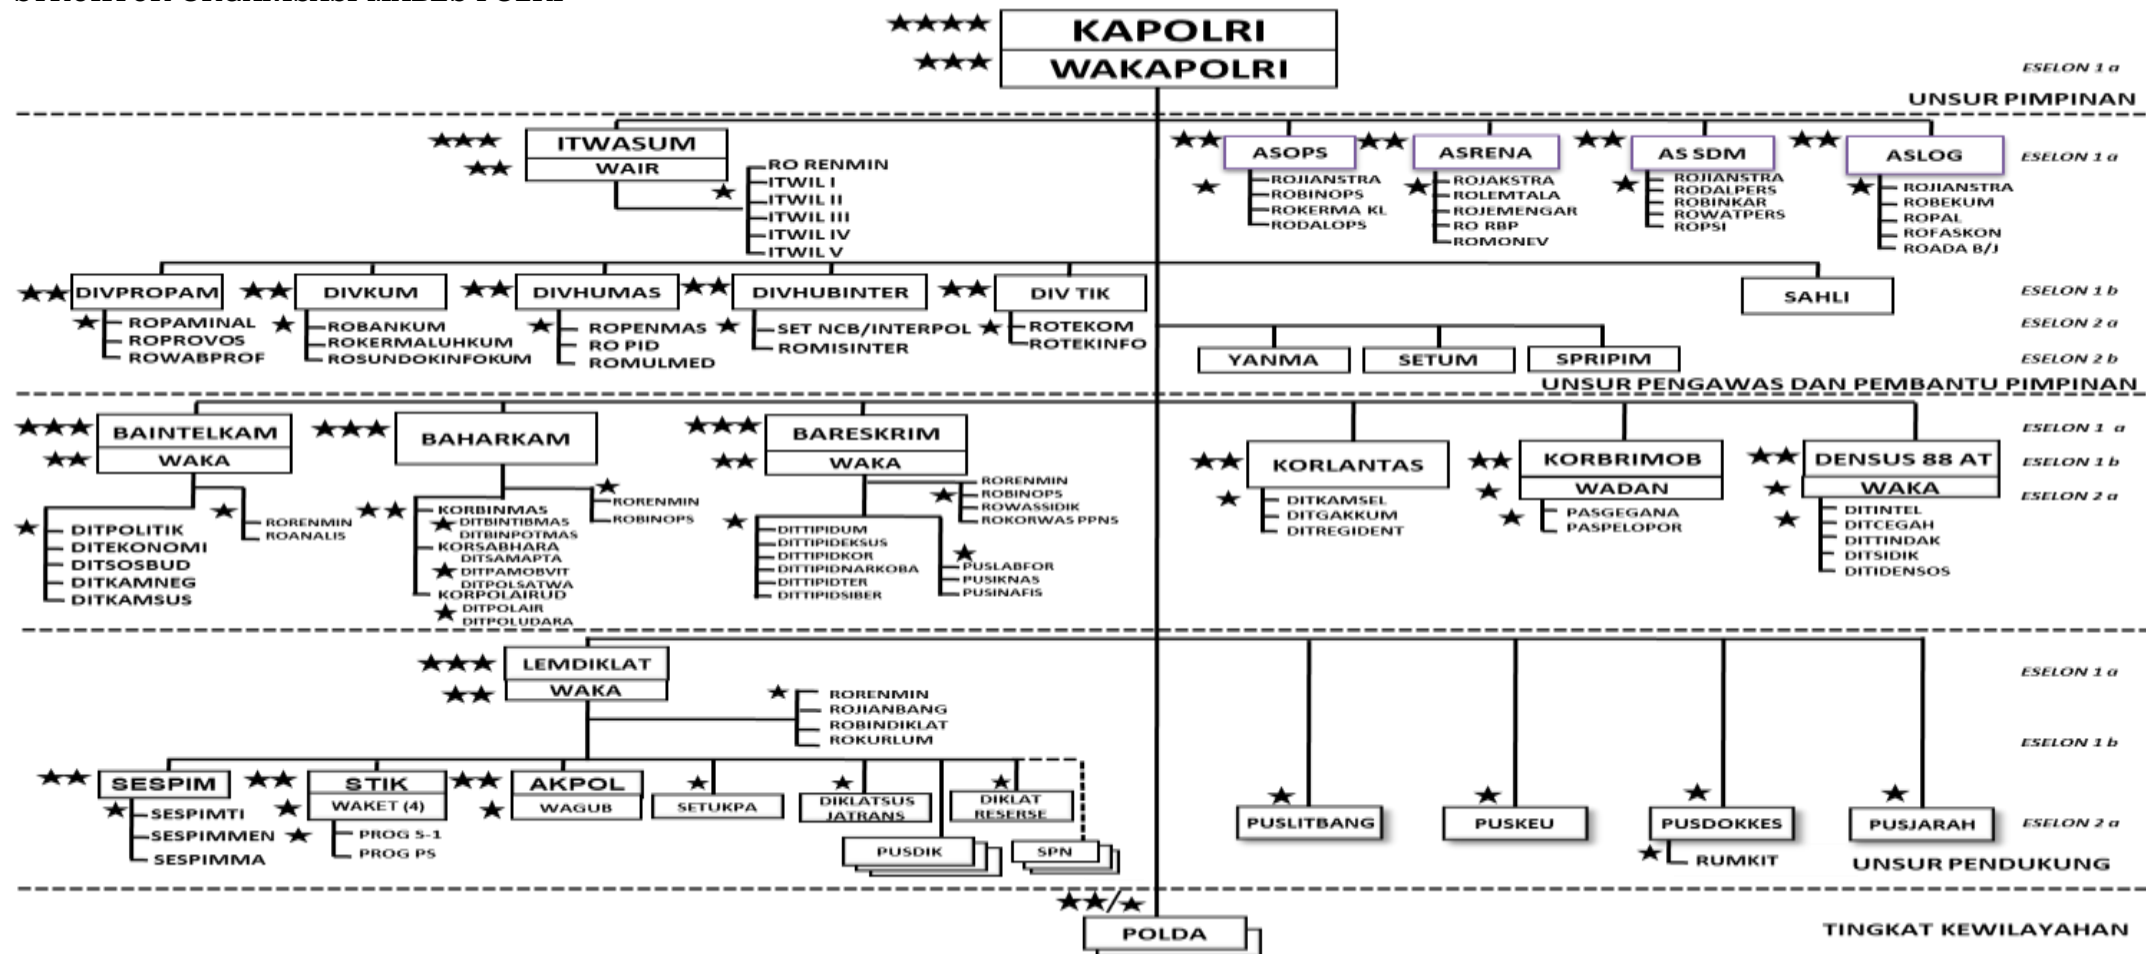 STRUKTUR ORGANISASI MABES POLRI
KAPOLRI
WAKAPOLRI
ESELON 1 a
UNSUR PIMPINAN
ITWASUM
WAIR
RO RENMIN
ITWIL I
ITWIL II
ITWIL III
ITWIL IV
ITWIL V
ASOPS
ROJIANSTRA
ROBINOPS
ROKERMA KL
RODALOPS
ASRENA
ROJAKSTRA
ROLEMTALA
ROJEMENGAR
RO RBP
ROMONEV
AS SDM
ROJIANSTRA
RODALPERS
ROBINKAR
ROWATPERS
ROPSI
ASLOG
ROJIANSTRA
ROBEKUM
ROPAL
ROFASKON
ROADA B/J
ESELON 1 a
DIVPROPAM
ROPAMINAL
ROPROVOS
ROWABPROF
DIVKUM
ROBANKUM
ROKERMALUHKUM
ROSUNDOKINFOKUM
DIVHUMAS
ROPENMAS
RO PID
ROMULMED
DIVHUBINTER
SET NCB/INTERPOL
ROMISINTER
DIV TIK
ROTEKOM
ROTEKINFO
SAHLI
ESELON 1 b
ESELON 2 a
YANMA
SETUM
SPRIPIM
ESELON 2 b
UNSUR PENGAWAS DAN PEMBANTU PIMPINAN
BAINTELKAM
WAKA
DITPOLITIK
DITEKONOMI
DITSOSBUD
DITKAMNEG
DITKAMSUS
RORENMIN
ROANALIS
BAHARKAM
KORBINMAS
DITBINTIBMAS
DITBINPOTMAS
KORSABHARA
DITSAMAPTA
DITPAMOBVIT
DITPOLSATWA
KORPOLAIRUD
DITPOLAIR
DITPOLUDARA
RORENMIN
ROBINOPS
BARESKRIM
WAKA
RORENMIN
ROBINOPS
ROWASSIDIK
ROKORWAS PPNS
DITTIPIDUM
DITTIPIDEKSUS
DITTIPIDKOR
DITTIPIDNARKOBA
DITTIPIDTER
DITTIPIDSIBER
PUSLABFOR
PUSIKNAS
PUSINAFIS
KORLANTAS
DITKAMSEL
DITGAKKUM
DITREGIDENT
KORBRIMOB
WADAN
PASGEGANA
PASPELOPOR
DENSUS 88 AT
WAKA
DITINTEL
DITCEGAH
DITTINDAK
DITSIDIK
DITIDENSOS
ESELON 1 a
ESELON 1 b
ESELON 2 a
LEMDIKLAT
WAKA
RORENMIN
ROJIANBANG
ROBINDIKLAT
ROKURLUM
ESELON 1 a
ESELON 1 b
SESPIM
SESPIMTI
SESPIMMEN
SESPIMMA
STIK
WAKET (4)
PROG S-1
PROG PS
AKPOL
WAGUB
SETUKPA
DIKLATSUS
JATRANS
PUSDIK
DIKLAT
RESERSE
SPN
PUSLITBANG
PUSKEU
PUSDOKKES
RUMKIT
PUSJARAH
ESELON 2 a
UNSUR PENDUKUNG
/
POLDA
TINGKAT KEWILAYAHAN